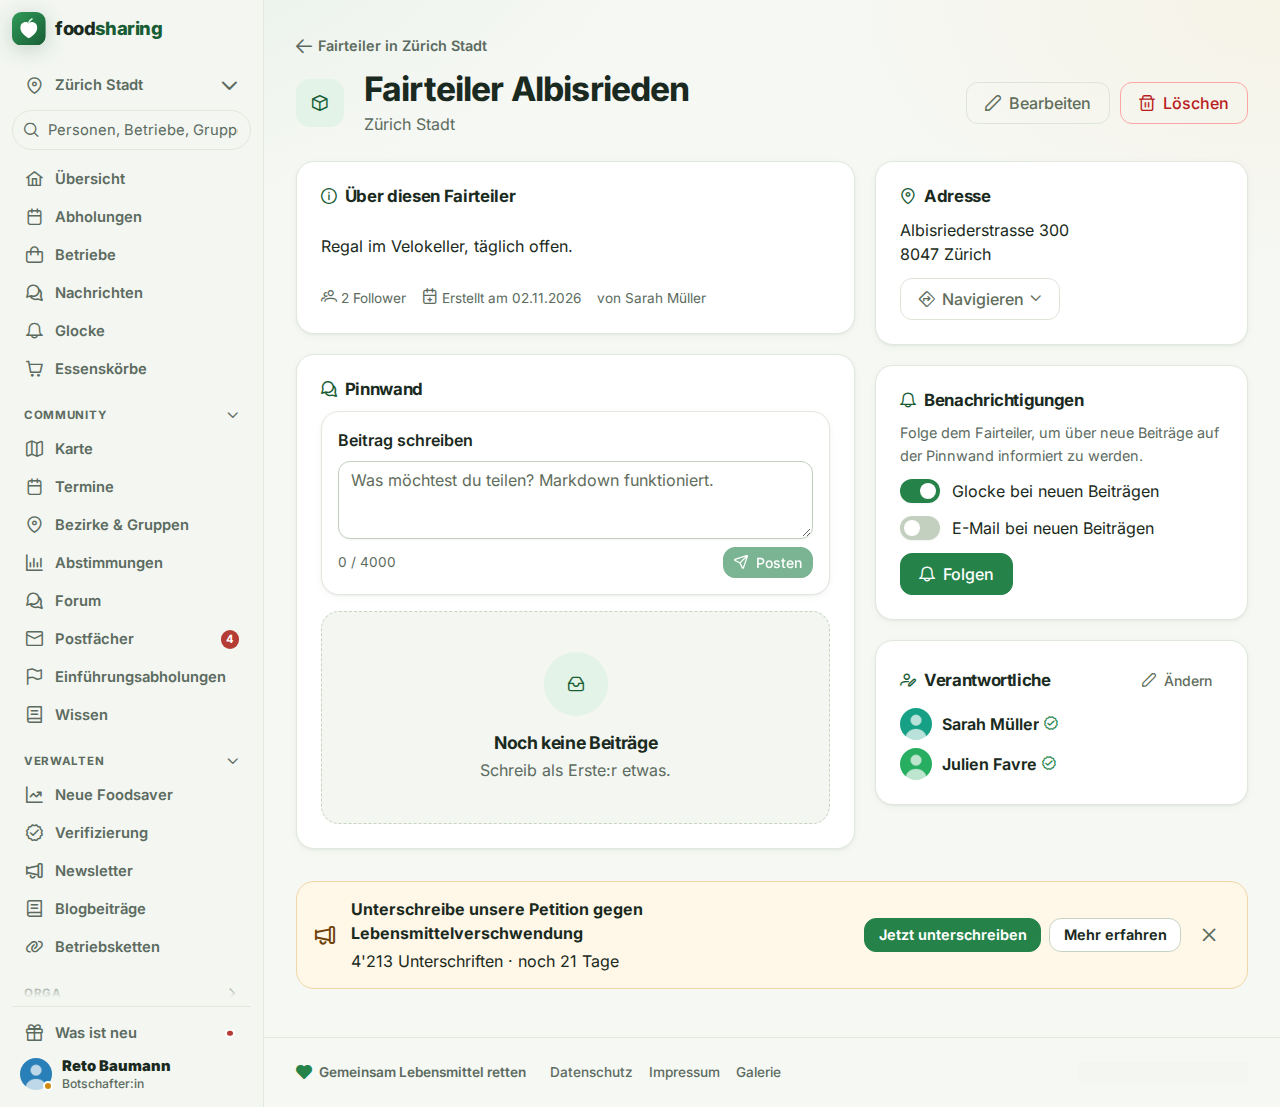 foodsharing
Zürich Stadt
Personen, Betriebe, Grupp
Übersicht
Abholungen
Betriebe
Nachrichten
Glocke
Essenskörbe
COMMUNITY
Karte
Termine
Bezirke & Gruppen
Abstimmungen
Forum
Postfächer 4
Einführungsabholungen
Wissen
VERWALTEN
Neue Foodsaver
Verifizierung
Newsletter
Blogbeiträge
Betriebsketten
ORGA
Was ist neu
Reto Baumann
Botschafter:in
Fairteiler in Zürich Stadt
Fairteiler Albisrieden
Zürich Stadt
Bearbeiten
Löschen
Über diesen Fairteiler
Regal im Velokeller, täglich offen.
2 Follower Erstellt am 02.11.2026 von Sarah Müller
Pinnwand
Beitrag schreiben
Was möchtest du teilen? Markdown funktioniert.
0 / 4000
Posten
Noch keine Beiträge
Schreib als Erste:r etwas.
Adresse
Albisriederstrasse 300
8047 Zürich
Navigieren
Benachrichtigungen
Folge dem Fairteiler, um über neue Beiträge auf
der Pinnwand informiert zu werden.
Glocke bei neuen Beiträgen
E-Mail bei neuen Beiträgen
Folgen
Verantwortliche
Ändern
Sarah Müller
Julien Favre
Unterschreibe unsere Petition gegen
Lebensmittelverschwendung
4'213 Unterschriften · noch 21 Tage
Jetzt unterschreiben
Mehr erfahren
Gemeinsam Lebensmittel retten
Datenschutz
Impressum
Galerie